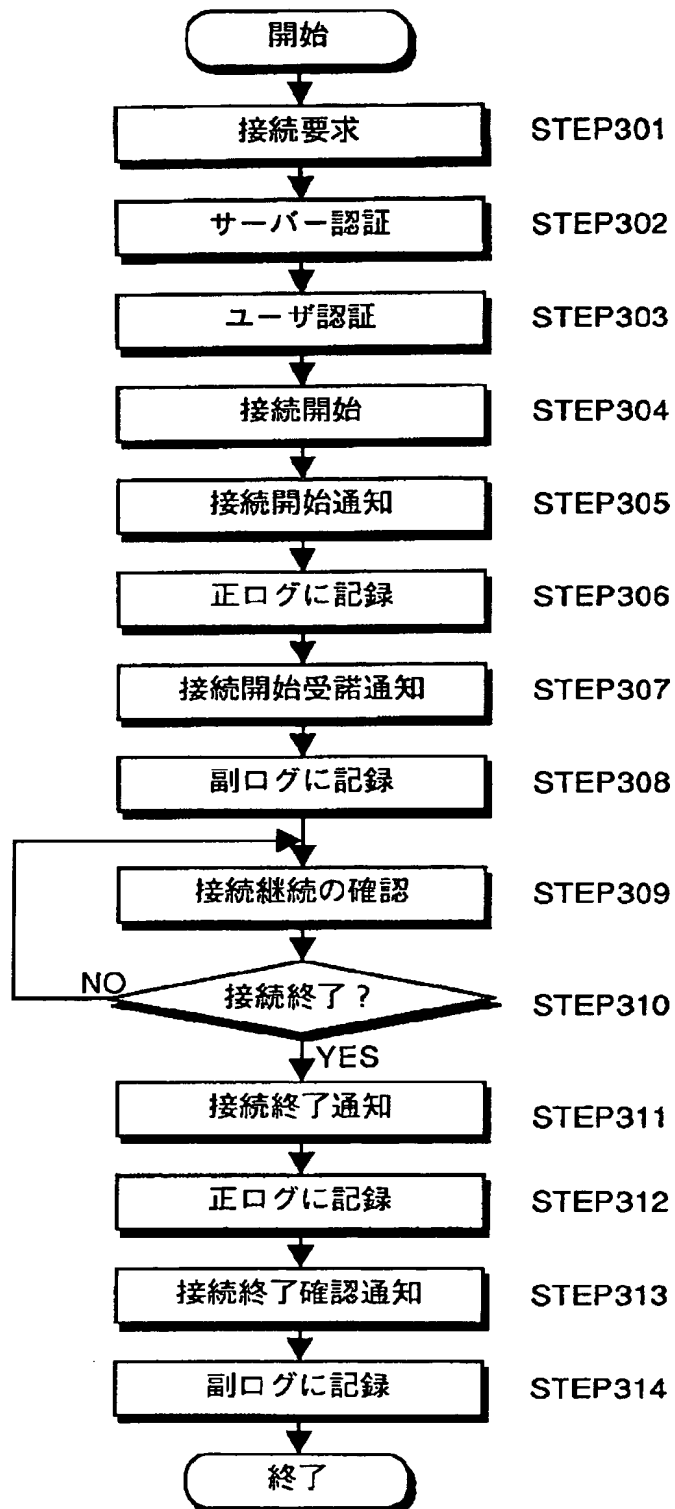 開始
接続要求 STEP301
サーバー認証 STEP302
ユーザ認証 STEP303
接続開始 STEP304
接続開始通知 STEP305
正ログに記録 STEP306
接続開始受諾通知 STEP307
副ログに記録 STEP308
接続継続の確認 STEP309
NO
接続終了? STEP310
YES
接続終了通知 STEP311
正ログに記録 STEP312
接続終了確認通知 STEP313
副ログに記録 STEP314
終了